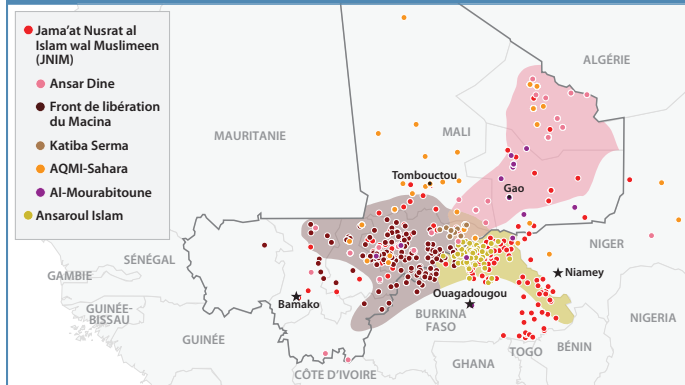 Jama'at Nusrat al
Islam wal Muslimeen
(JNIM)
Ansar Dine
Front de libération
du Macina
Katiba Serma
AQMI-Sahara
Al-Mourabitoune
Ansaroul Islam
ALGÉRIE
MAURITANIE
MALI
Tombouctou
Gao
NIGER
SÉNÉGAL
GAMBIE
Niamey
Bamako
Ouagadougou
GUINÉE-
BISSAU
BURKINA
FASO
NIGERIA
GUINÉE
BÉNIN
TOGO
GHANA
CÔTE D'IVOIRE